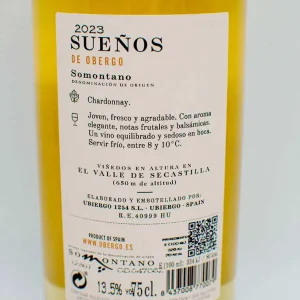 2023
SUEÑOS
DE OBERGO
Somontano
DENOMINACIÓN DE ORIGEN
Chardonnay.
Joven, fresco y agradable. Con aroma
elegante, notas frutales y balsámicas.
Un vino equilibrado y sedoso en boca.
Servir frío, entre 8 y 10°C.
VIÑEDOS EN ALTURA EN
EL VALLE DE SECASTILLA
(650 m de altitud)
ELABORADO Y EMBOTELLADO POR:
UBIERGO 1254 S.L. - UBIERGO - SPAIN
R.E.40999 HU
PRODUCT OF SPAIN
WWW.OBERGO.ES
SOMONTANO
13.5% vol
75cl.